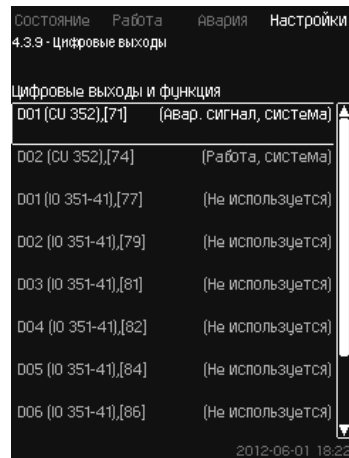 Состояние Работа Авария Настройки
4.3.9 - Цифровые выходы
Цифровые выходы и функция
DO1 (CU 352),[71] (Авар. сигнал, система)
DO2 (CU 352),[74] (Работа, система)
DO1 (IO 351-41),[77] (Не используется)
DO2 (IO 351-41),[79] (Не используется)
DO3 (IO 351-41),[81] (Не используется)
DO4 (IO 351-41),[82] (Не используется)
DO5 (IO 351-41),[84] (Не используется)
DO6 (IO 351-41),[86] (Не используется)
2012-06-01 18:22